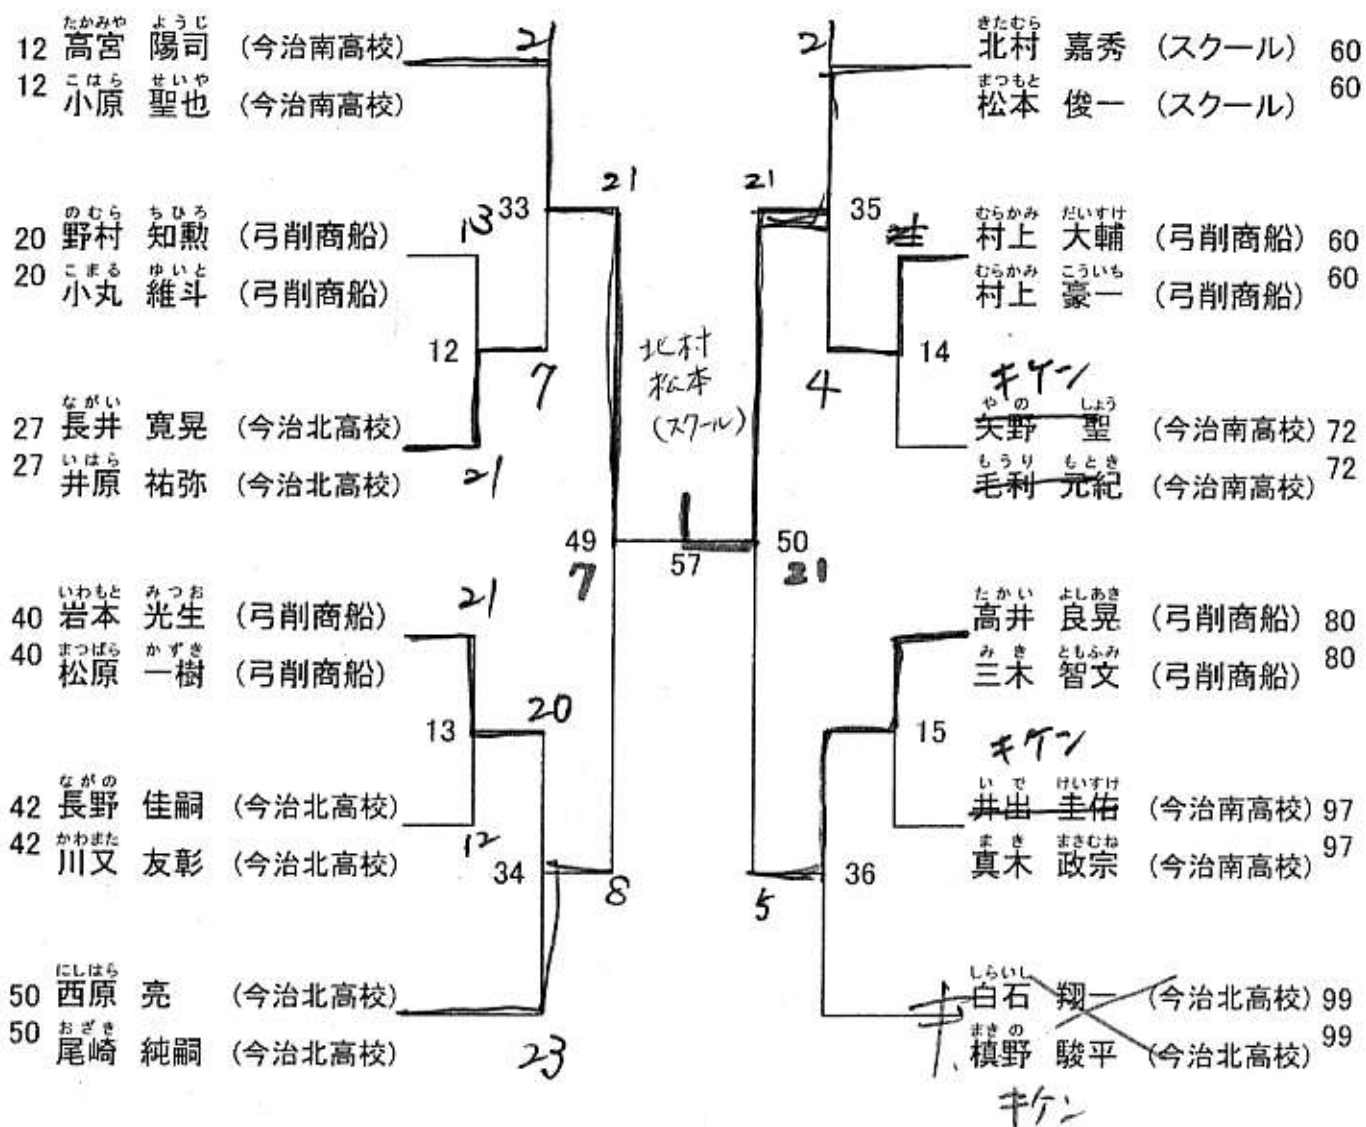 たかみや ようじ
12 高宮 陽司 (今治南高校)
12 こはら せいや
小原 聖也 (今治南高校)
21
33
21
のむら ちひろ
20 野村 知勲 (弓削商船)
13
20 こまる ゆいと
小丸 維斗 (弓削商船)
12
7
ながい
27 長井 寛晃 (今治北高校)
27 いはら
井原 祐弥 (今治北高校)
21
49
7
いわもと みつお
40 岩本 光生 (弓削商船)
21
40 まつばら かずき
松原 一樹 (弓削商船)
13
20
ながの
42 長野 佳嗣 (今治北高校)
42 かわまた
川又 友彰 (今治北高校)
12
34
8
にしはら
50 西原 亮 (今治北高校)
50 おざき
尾崎 純嗣 (今治北高校)
23
北村
松本
(スクール)
57
きたむら
北村 嘉秀 (スクール) 60
まつもと 60
松本 俊一 (スクール)
21
35
21
むらかみ だいすけ
村上 大輔 (弓削商船) 60
むらかみ こういち 60
村上 豪一 (弓削商船)
14
4
キケン
やの しょう
矢野 聖 (今治南高校) 72
もうり もとき 72
毛利 元紀 (今治南高校)
50
21
たかい よしあき
高井 良晃 (弓削商船) 80
みき ともふみ 80
三木 智文 (弓削商船)
15
キケン
いで けいすけ
井出 圭佑 (今治南高校) 97
まき まさむね 97
真木 政宗 (今治南高校)
36
5
しらいし
白石 翔一 (今治北高校) 99
まきの 99
槙野 駿平 (今治北高校)
キケン